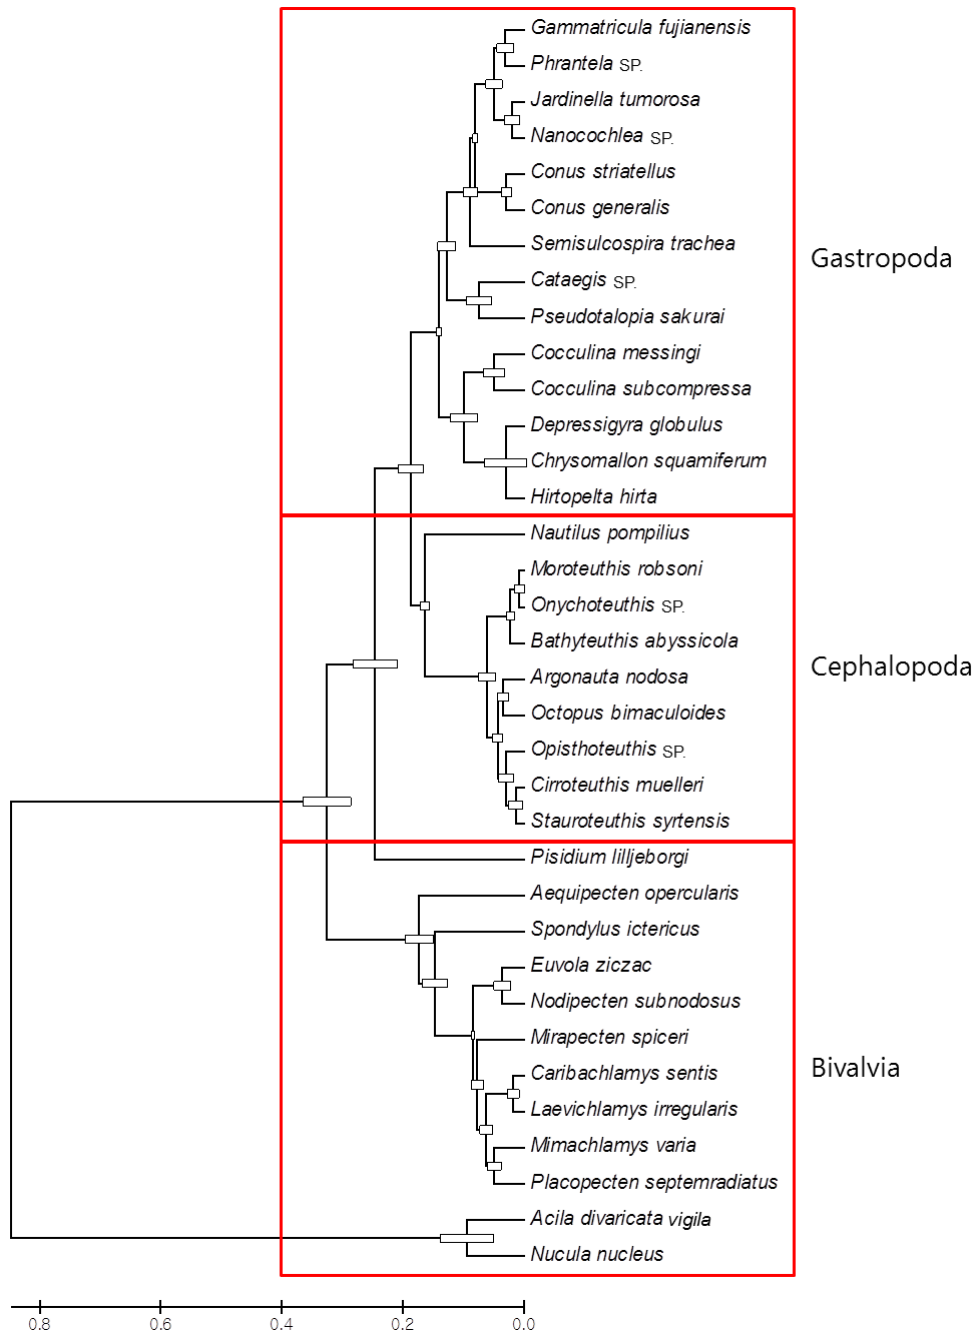 Gammatricula fujianensis
Phrantela SP.
Jardinella tumorosa
Nanocochlea SP.
Conus striatellus
Conus generalis
Semisulcospira trachea
Gastropoda
Cataegis SP.
Pseudotalopia sakurai
Cocculina messingi
Cocculina subcompressa
Depressigyra globulus
Chrysomallon squamiferum
Hirtopelta hirta
Nautilus pompilius
Moroteuthis robsoni
Onychoteuthis SP.
Bathyteuthis abyssicola
Cephalopoda
Argonauta nodosa
Octopus bimaculoides
Opisthoteuthis SP.
Cirroteuthis muelleri
Stauroteuthis syrtensis
Pisidium lilljeborgi
Aequipecten opercularis
Spondylus ictericus
Euvola ziczac
Nodipecten subnodosus
Mirapecten spiceri
Bivalvia
Caribachlamys sentis
Laevichlamys irregularis
Mimachlamys varia
Placopecten septemradiatus
Acila divaricata vigila
Nucula nucleus
0.8 0.6 0.4 0.2 0.0